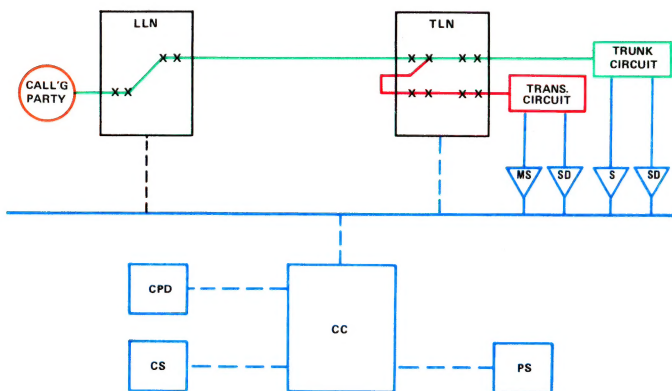 LLN
TLN
CALL'G
PARTY
TRUNK
CIRCUIT
TRANS.
CIRCUIT
MS
SD
S
SD
CPD
CC
CS
PS